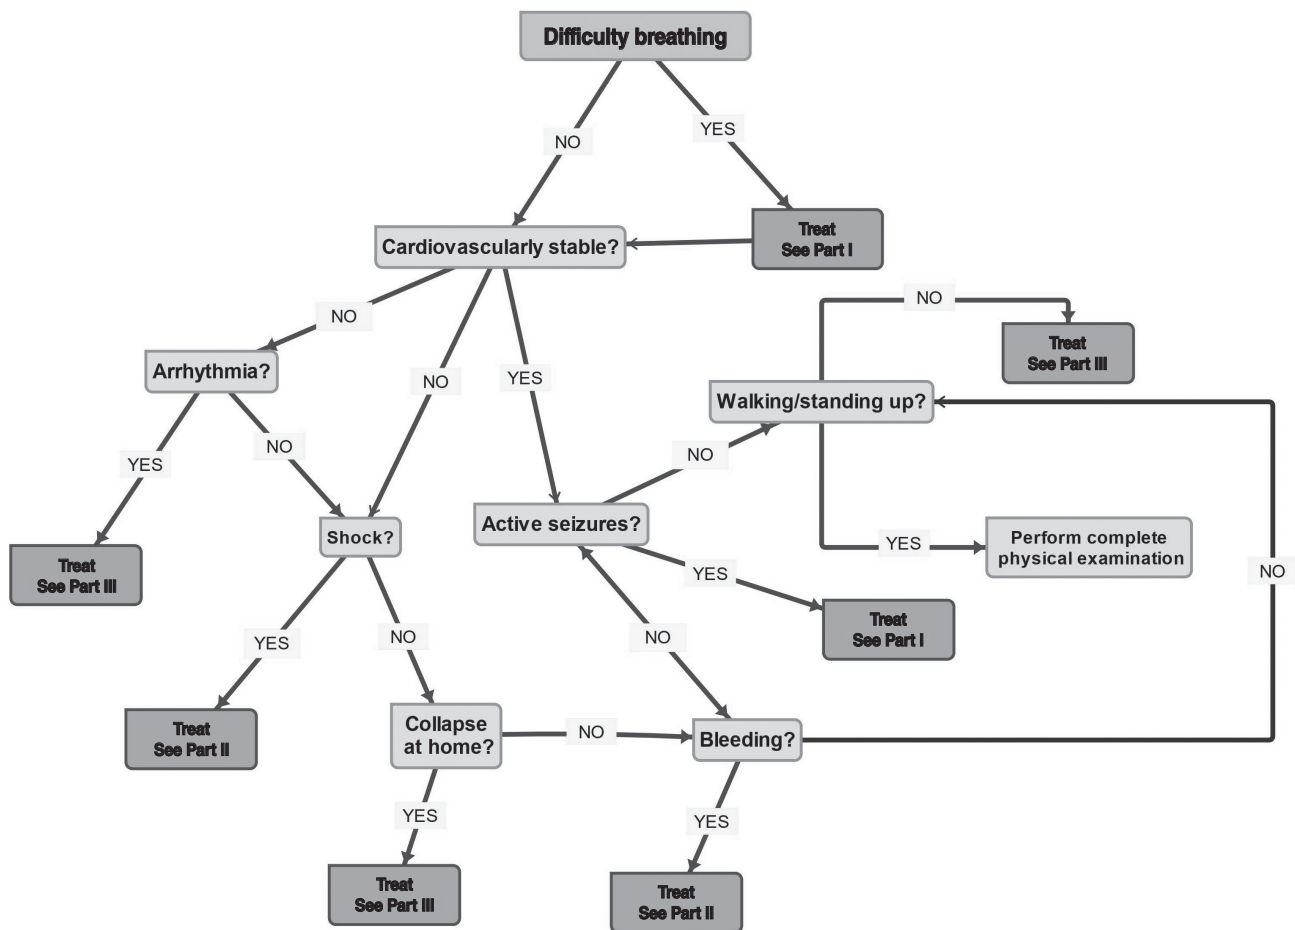 Difficulty breathing
NO
YES
Treat
See Part I
Cardiovascularly stable?
NO
NO
YES
NO
Treat
See Part III
Arrhythmia?
Walking/standing up?
YES
NO
NO
Active seizures?
Shock?
Treat
See Part III
YES
Perform complete
physical examination
NO
YES
Treat
See Part I
YES
NO
NO
Treat
See Part II
Collapse
at home?
NO
Bleeding?
YES
YES
Treat
See Part III
Treat
See Part II